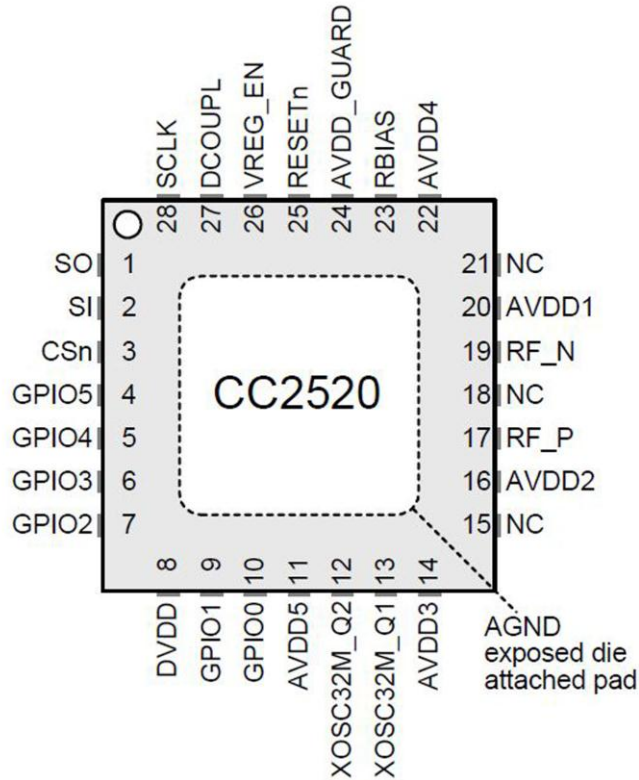 SCLK
DCOUPL
VREG_EN
RESETn
AVDD_GUARD
RBIAS
AVDD4
28 27 26 25 24 23 22
SO 1
SI 2
CSn 3
GPIO5 4
GPIO4 5
GPIO3 6
GPIO2 7
CC2520
21 NC
20 AVDD1
19 RF_N
18 NC
17 RF_P
16 AVDD2
15 NC
8 9 10 11 12 13 14
DVDD
GPIO1
GPIO0
AVDD5
XOSC32M_Q2
XOSC32M_Q1
AVDD3
AGND
exposed die
attached pad